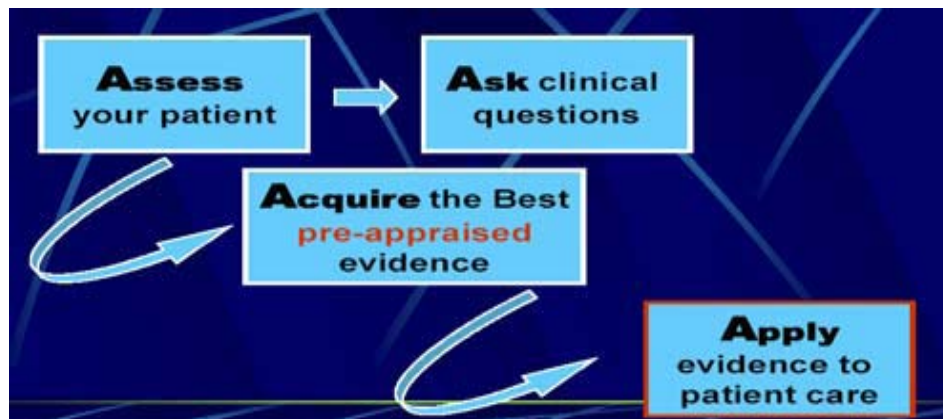 Assess
your patient
Ask clinical
questions
Acquire the Best
pre-appraised
evidence
Apply
evidence to
patient care